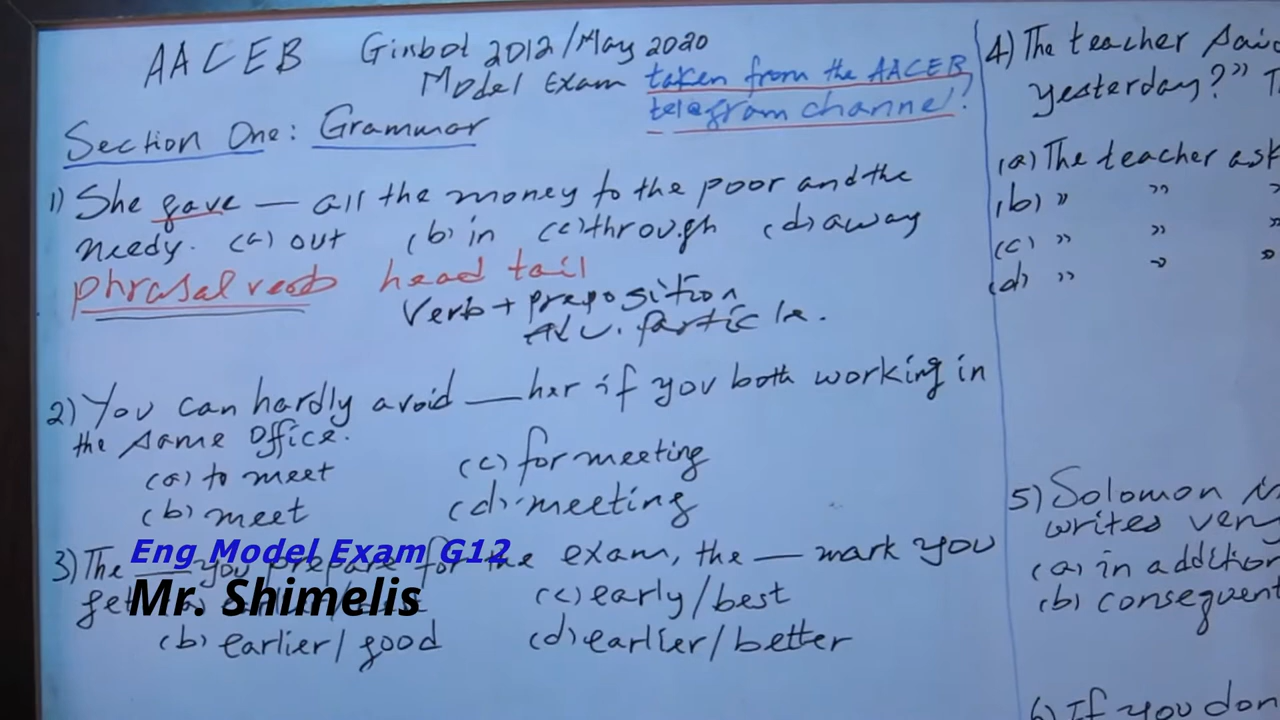 AACEB Ginbot 2012/May 2020
Model Exam taken from the AACEB
telegram channel!
Section One: Grammar
1) She gave — all the money to the poor and the
needy. (a) out (b) in (c) through (d) away
phrasal verb head tail
Verb + preposition
Adv. particle.
2) You can hardly avoid — her if you both working in
the same office.
(a) to meet (c) for meeting
(b) meet (d) meeting
3) The — you prepare for the exam, the — mark you
get
(c) early/best
(b) earlier/good (d) earlier/better
Eng Model Exam G12
Mr. Shimelis
4) The teacher said
yesterday?"
(a) The teacher ask
(b) " " "
(c) " " "
(d) " " "
5) Solomon
writes very
(a) in addition
(b) consequent
6) If you don